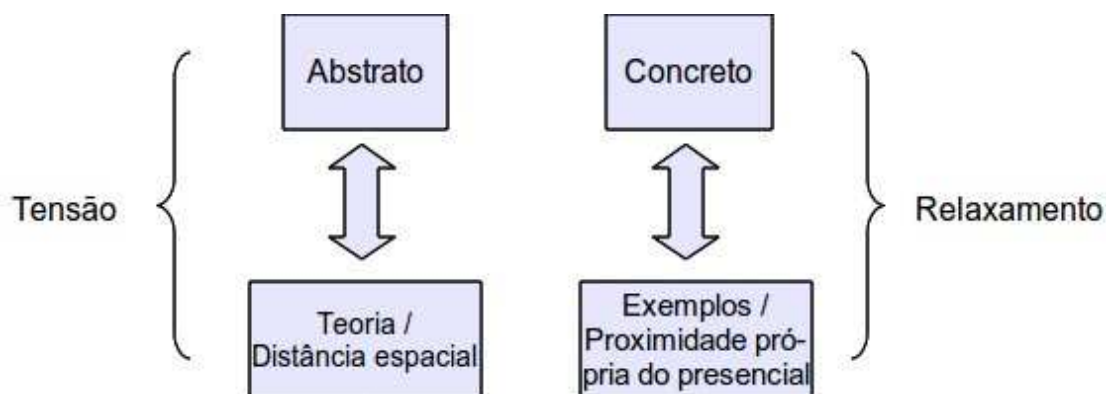 Abstrato
Concreto
Tensão
Relaxamento
Teoria /
Distância espacial
Exemplos /
Proximidade pró-
pria do presencial